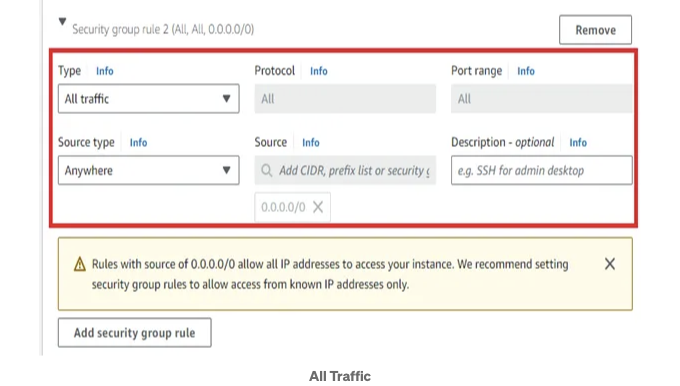 Security group rule 2 (All, All, 0.0.0.0/0)
Remove
Type Info
Protocol Info
Port range Info
All traffic
All
All
Source type Info
Source Info
Description - optional Info
Anywhere
Add CIDR, prefix list or security g
e.g. SSH for admin desktop
0.0.0.0/0
Rules with source of 0.0.0.0/0 allow all IP addresses to access your instance. We recommend setting
security group rules to allow access from known IP addresses only.
Add security group rule
All Traffic